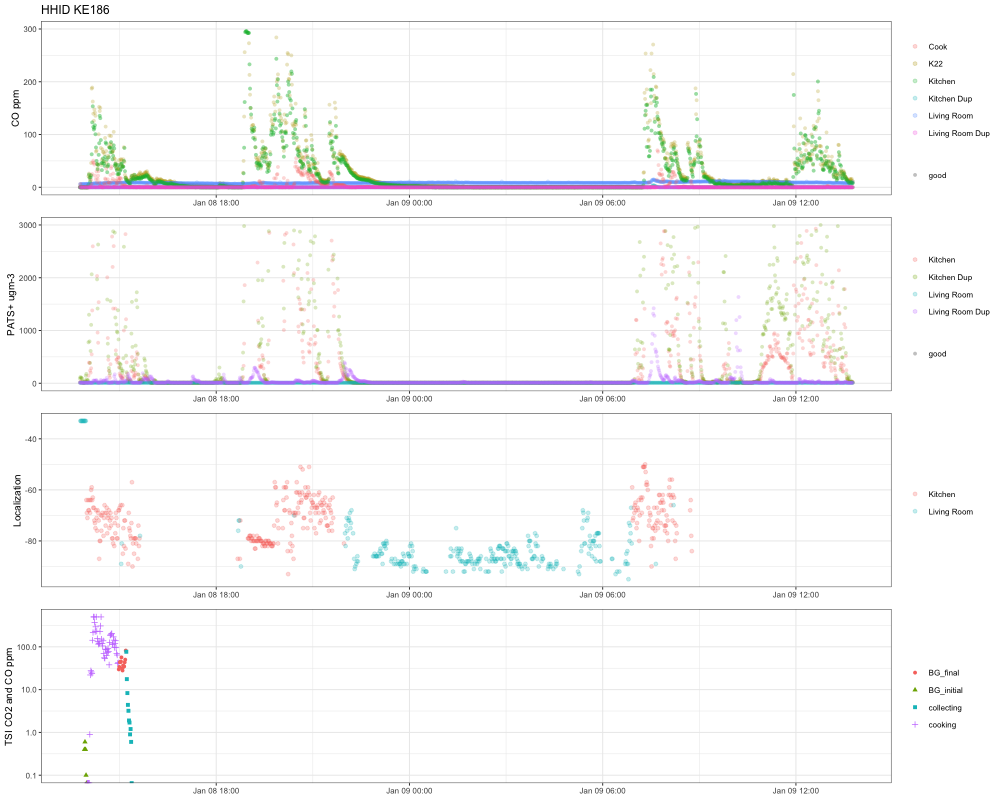 HHID KE186
CO ppm
300
200
100
0
Jan 08 18:00
Jan 09 00:00
Jan 09 06:00
Jan 09 12:00
Cook
K22
Kitchen
Kitchen Dup
Living Room
Living Room Dup
good
PATS+ ugm-3
3000
2000
1000
0
Jan 08 18:00
Jan 09 00:00
Jan 09 06:00
Jan 09 12:00
Kitchen
Kitchen Dup
Living Room
Living Room Dup
good
Localization
-40
-60
-80
Jan 08 18:00
Jan 09 00:00
Jan 09 06:00
Jan 09 12:00
Kitchen
Living Room
TSI CO2 and CO ppm
100.0
10.0
1.0
0.1
Jan 08 18:00
Jan 09 00:00
Jan 09 06:00
Jan 09 12:00
BG_final
BG_initial
collecting
cooking